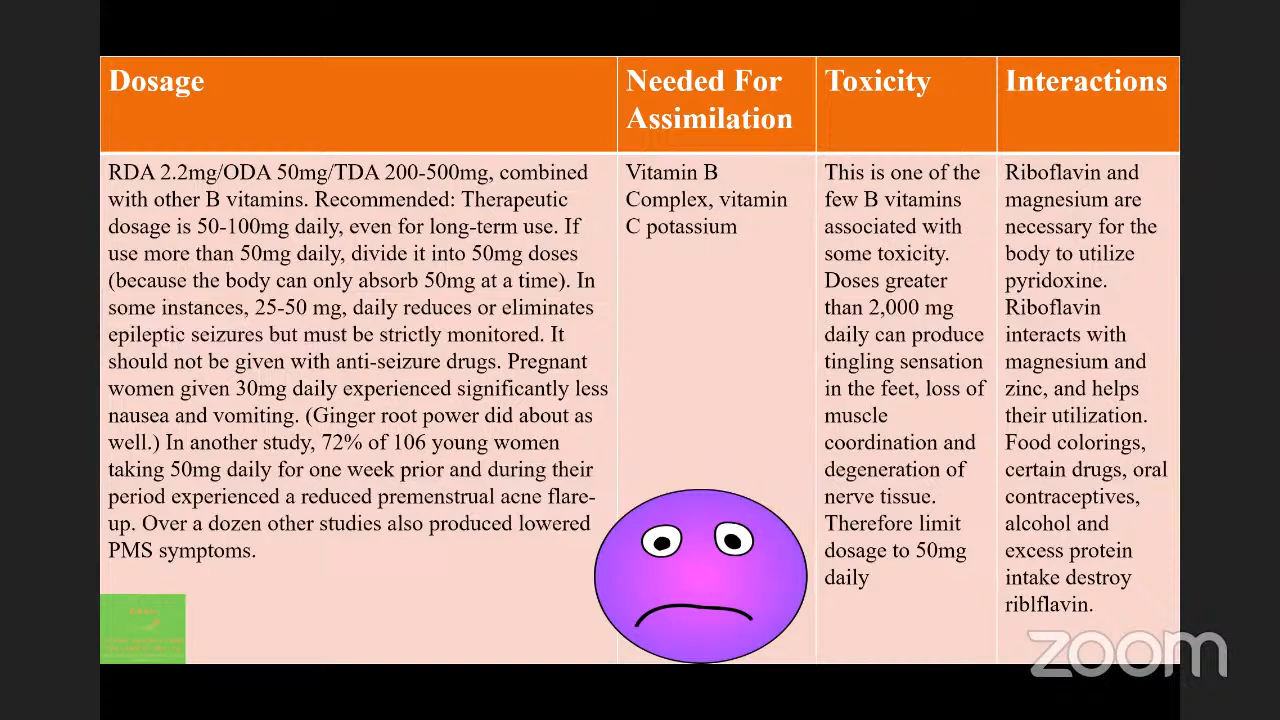 Dosage
Needed For
Assimilation
Toxicity
Interactions
RDA 2.2mg/ODA 50mg/TDA 200-500mg, combined
with other B vitamins. Recommended: Therapeutic
dosage is 50-100mg daily, even for long-term use. If
use more than 50mg daily, divide it into 50mg doses
(because the body can only absorb 50mg at a time). In
some instances, 25-50 mg, daily reduces or eliminates
epileptic seizures but must be strictly monitored. It
should not be given with anti-seizure drugs. Pregnant
women given 30mg daily experienced significantly less
nausea and vomiting. (Ginger root power did about as
well.) In another study, 72% of 106 young women
taking 50mg daily for one week prior and during their
period experienced a reduced premenstrual acne flare-
up. Over a dozen other studies also produced lowered
PMS symptoms.
Vitamin B
Complex, vitamin
C potassium
This is one of the
few B vitamins
associated with
some toxicity.
Doses greater
than 2,000 mg
daily can produce
tingling sensation
in the feet, loss of
muscle
coordination and
degeneration of
nerve tissue.
Therefore limit
dosage to 50mg
daily
Riboflavin and
magnesium are
necessary for the
body to utilize
pyridoxine.
Riboflavin
interacts with
magnesium and
zinc, and helps
their utilization.
Food colorings,
certain drugs, oral
contraceptives,
alcohol and
excess protein
intake destroy
riblflavin.
zoom